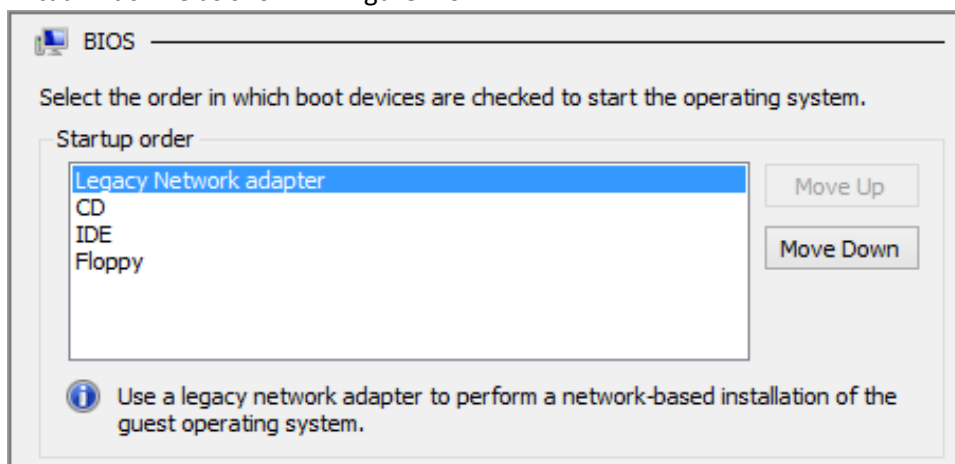 BIOS
Select the order in which boot devices are checked to start the operating system.
Startup order
Legacy Network adapter
CD
IDE
Floppy
Move Up
Move Down
Use a legacy network adapter to perform a network-based installation of the
guest operating system.